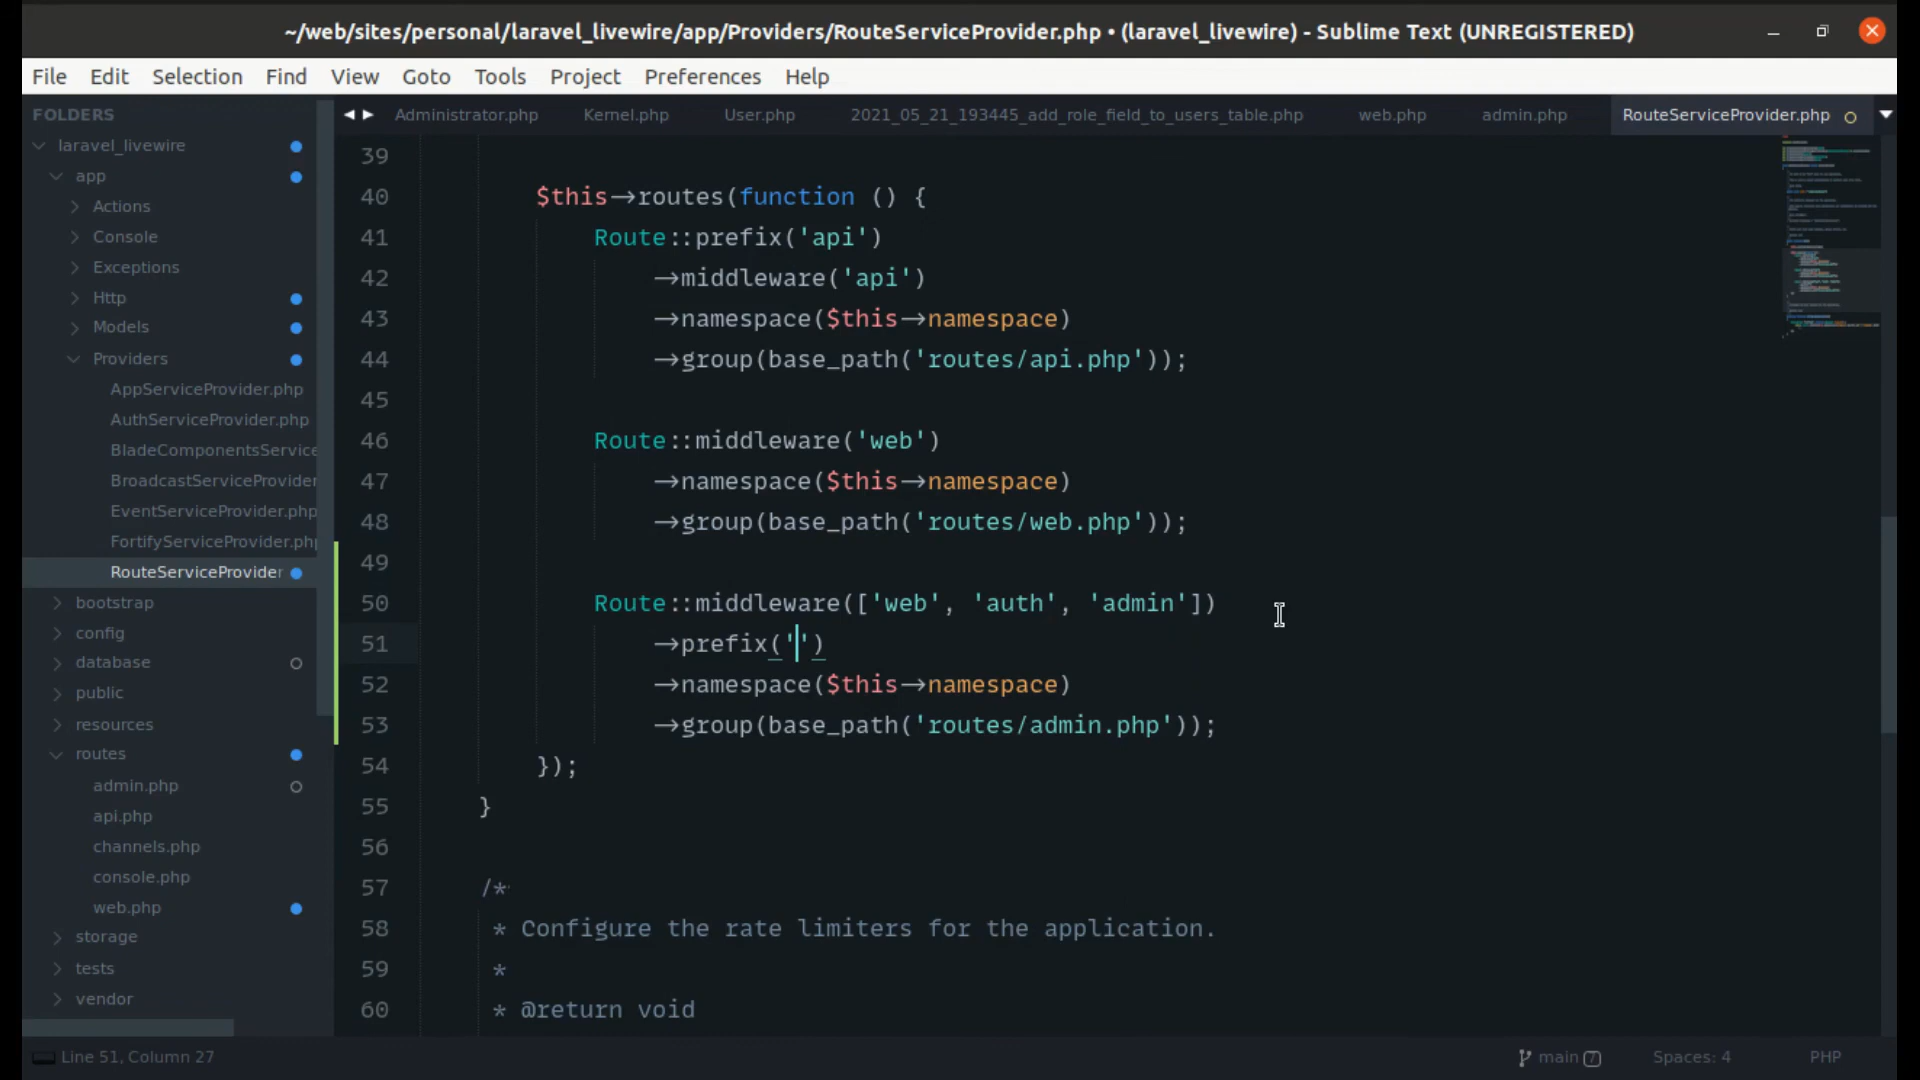 ~/web/sites/personal/laravel_livewire/app/Providers/RouteServiceProvider.php • (laravel_livewire) - Sublime Text (UNREGISTERED)
File Edit Selection Find View Goto Tools Project Preferences Help
FOLDERS
laravel_livewire
app
Actions
Console
Exceptions
Http
Models
Providers
AppServiceProvider.php
AuthServiceProvider.php
BladeComponentsService
BroadcastServiceProvider
EventServiceProvider.php
FortifyServiceProvider.php
RouteServiceProvider
bootstrap
config
database
public
resources
routes
admin.php
api.php
channels.php
console.php
web.php
storage
tests
vendor
Administrator.php Kernel.php User.php 2021_05_21_193445_add_role_field_to_users_table.php web.php admin.php RouteServiceProvider.php
39
40 $this->routes(function () {
41 Route::prefix('api')
42 ->middleware('api')
43 ->namespace($this->namespace)
44 ->group(base_path('routes/api.php'));
45
46 Route::middleware('web')
47 ->namespace($this->namespace)
48 ->group(base_path('routes/web.php'));
49
50 Route::middleware(['web', 'auth', 'admin'])
51 ->prefix('')
52 ->namespace($this->namespace)
53 ->group(base_path('routes/admin.php'));
54 });
55 }
56
57 /*
58 * Configure the rate limiters for the application.
59 *
60 * @return void
Line 51, Column 27 main 7 Spaces: 4 PHP